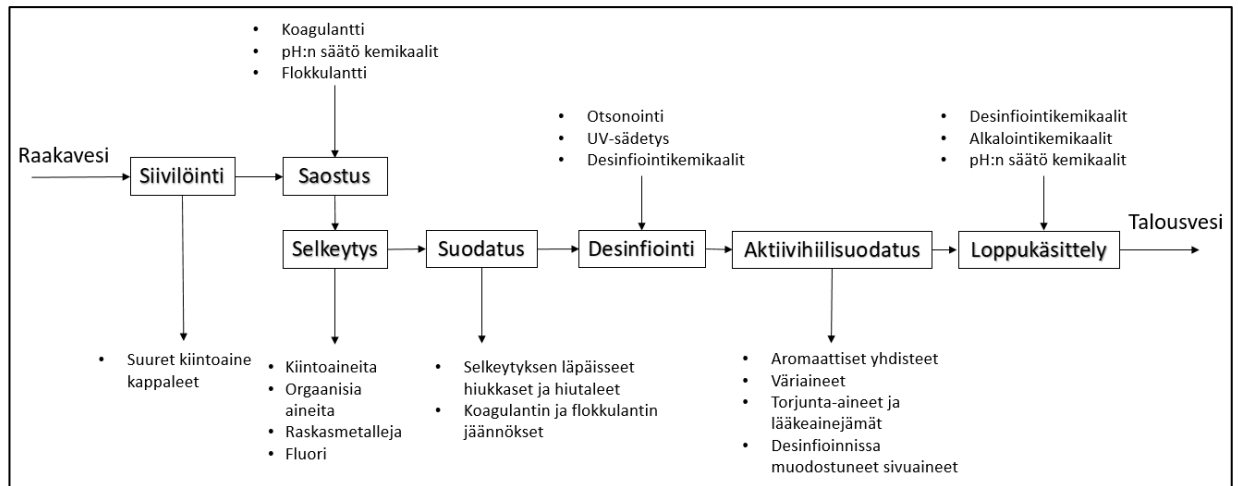 • Koagulantti
• pH:n säätö kemikaalit
• Flokkulantti
• Otsonointi
• UV-sädetys
• Desinfiointikemikaalit
• Desinfiointikemikaalit
• Alkalointikemikaalit
• pH:n säätö kemikaalit
Raakavesi
Siivilöinti
Saostus
Selkeytys
Suodatus
Desinfiointi
Aktiivihiilisuodatus
Loppukäsittely
Talousvesi
• Suuret kiintoaine
kappaleet
• Kiintoaineita
• Orgaanisia
aineita
• Raskasmetalleja
• Fluori
• Selkeytyksen läpäisseet
hiukkaset ja hiutaleet
• Koagulantin ja flokkulantin
jäännökset
• Aromaattiset yhdisteet
• Väriaineet
• Torjunta-aineet ja
lääkeainejämät
• Desinfioinnissa
muodostuneet sivuaineet